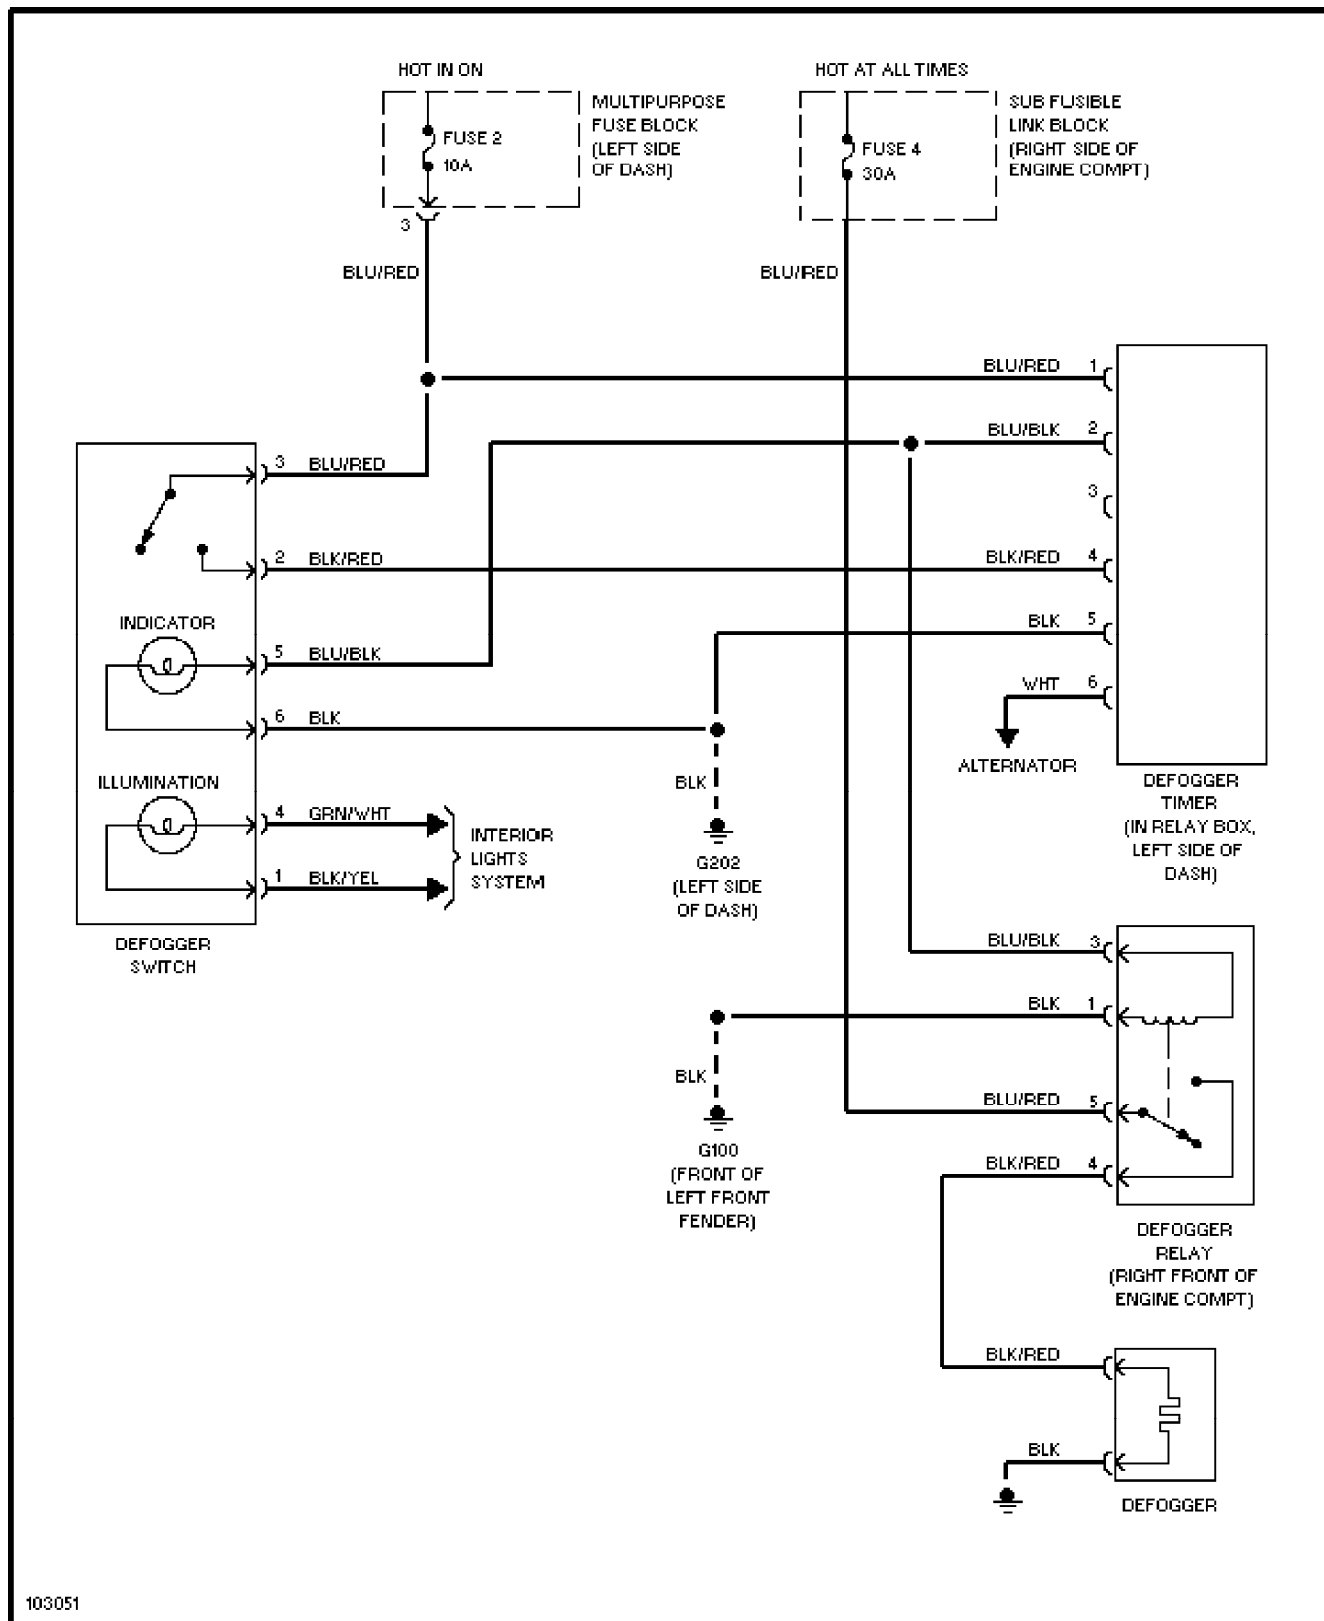 HOT IN ON
HOT AT ALL TIMES
MULTIPURPOSE
FUSE BLOCK
(LEFT SIDE
OF DASH)
FUSE 2
10A
3
SUB FUSIBLE
LINK BLOCK
(RIGHT SIDE OF
ENGINE COMPT)
FUSE 4
30A
BLU/RED
BLU/RED
BLU/RED 1
BLU/BLK 2
3
BLK/RED 4
BLK 5
WHT 6
ALTERNATOR
DEFOGGER
TIMER
(IN RELAY BOX,
LEFT SIDE OF
DASH)
3 BLU/RED
2 BLK/RED
INDICATOR
5 BLU/BLK
6 BLK
ILLUMINATION
4 GRN/WHT
1 BLK/YEL
INTERIOR
LIGHTS
SYSTEM
DEFOGGER
SWITCH
BLK
G202
(LEFT SIDE
OF DASH)
BLU/BLK 3
BLK 1
BLU/RED 5
BLK/RED 4
BLK
G100
(FRONT OF
LEFT FRONT
FENDER)
DEFOGGER
RELAY
(RIGHT FRONT OF
ENGINE COMPT)
BLK/RED
BLK
DEFOGGER
103051